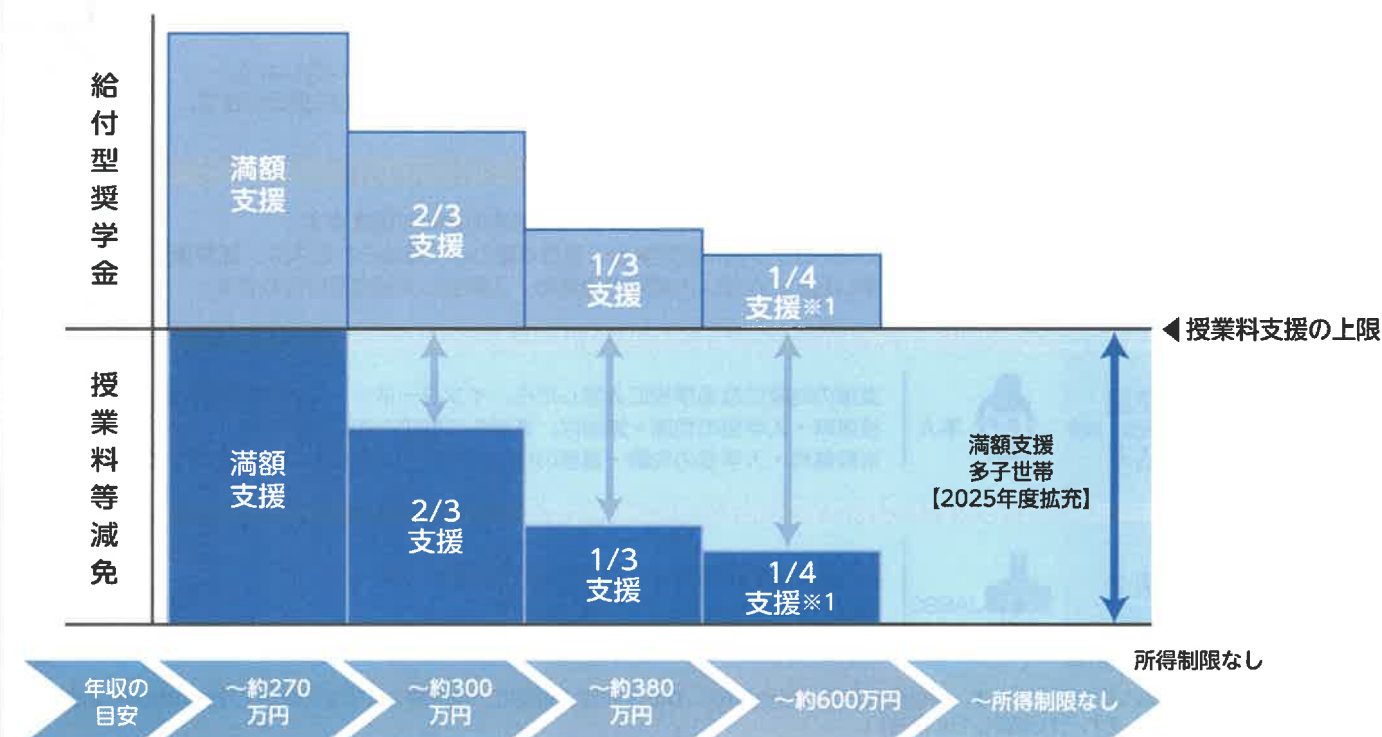 給付型奨学金
満額
支援
2/3
支援
1/3
支援
1/4
支援※1
◀授業料支援の上限
授業料等減免
満額
支援
2/3
支援
1/3
支援
1/4
支援※1
満額支援
多子世帯
【2025年度拡充】
所得制限なし
年収の
目安
～約270
万円
～約300
万円
～約380
万円
～約600万円
～所得制限なし